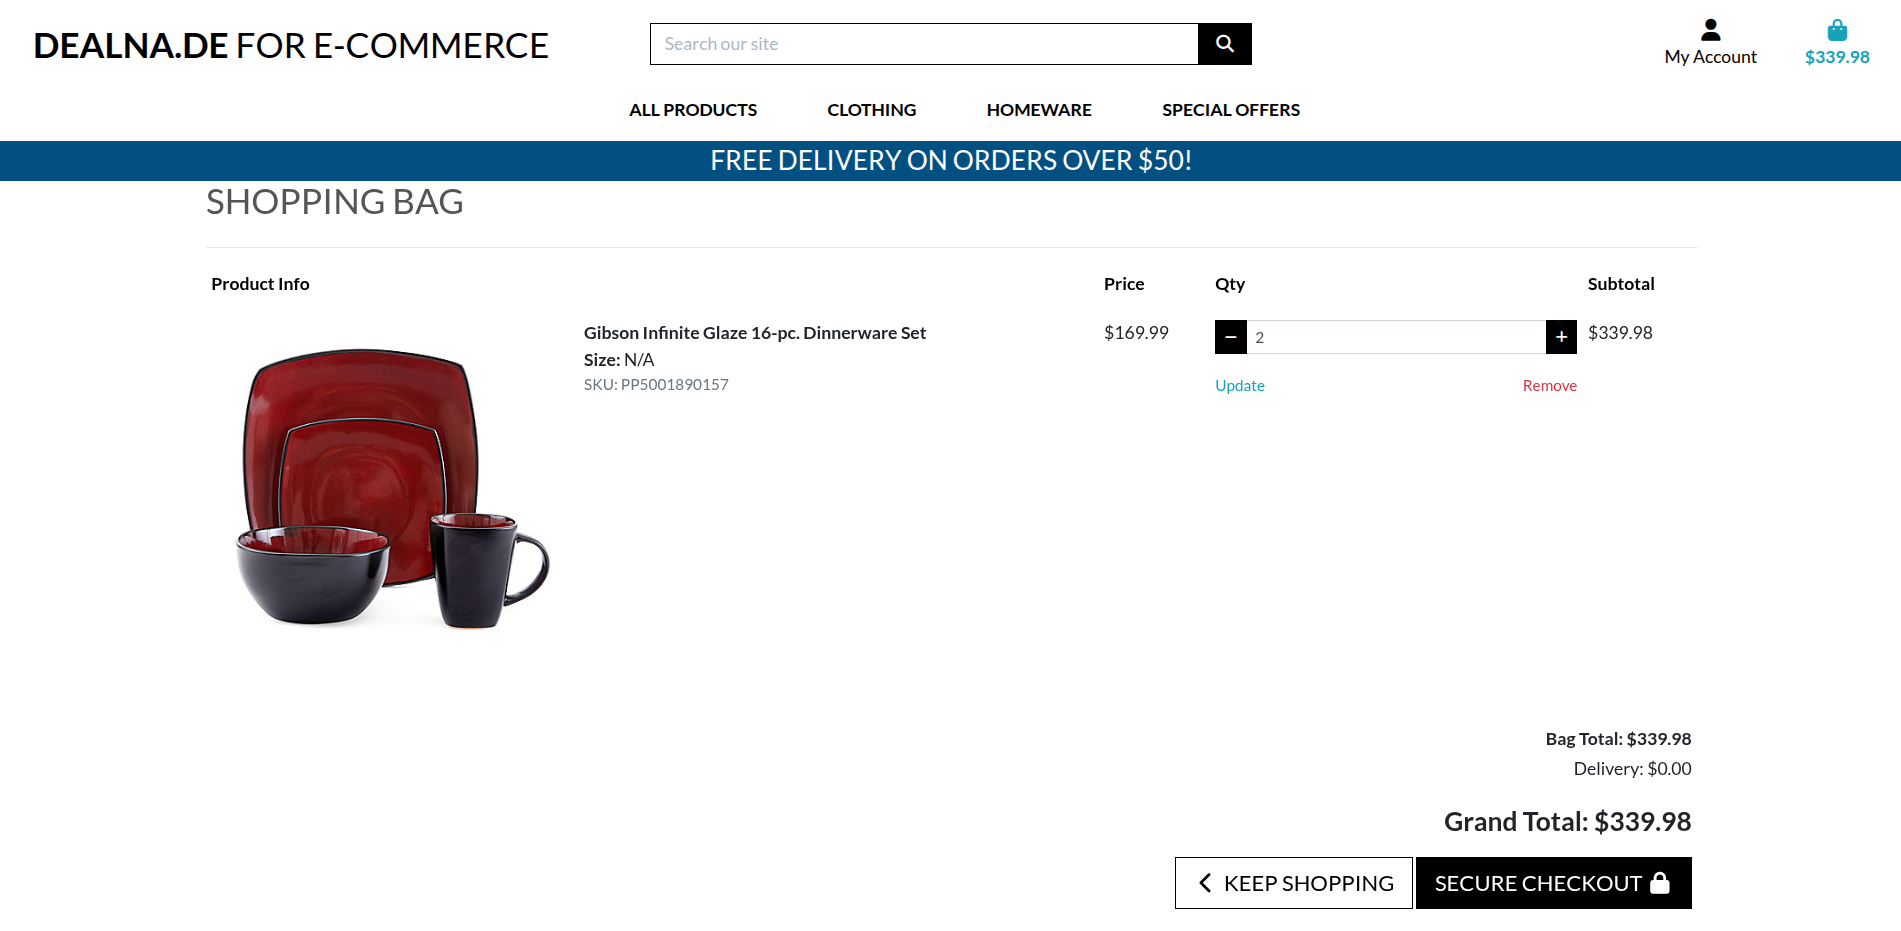 DEALNA.DE FOR E-COMMERCE
Search our site
My Account
$339.98
ALL PRODUCTS CLOTHING HOMEWARE SPECIAL OFFERS
FREE DELIVERY ON ORDERS OVER $50!
SHOPPING BAG
Product Info Price Qty Subtotal
Gibson Infinite Glaze 16-pc. Dinnerware Set $169.99 − 2 + $339.98
Size: N/A
SKU: PP5001890157
Update Remove
Bag Total: $339.98
Delivery: $0.00
Grand Total: $339.98
KEEP SHOPPING SECURE CHECKOUT